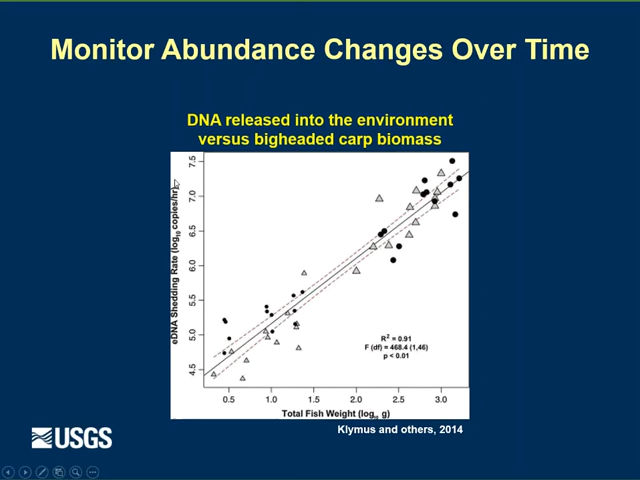 Monitor Abundance Changes Over Time
DNA released into the environment
versus bigheaded carp biomass
eDNA Shedding Rate (log10 copies/hr)
7.5
7.0
6.5
6.0
5.5
5.0
4.5
R² = 0.91
F (df) = 468.4 (1,46)
p < 0.01
0.5 1.0 1.5 2.0 2.5 3.0
Total Fish Weight (log10 g)
Klymus and others, 2014
USGS